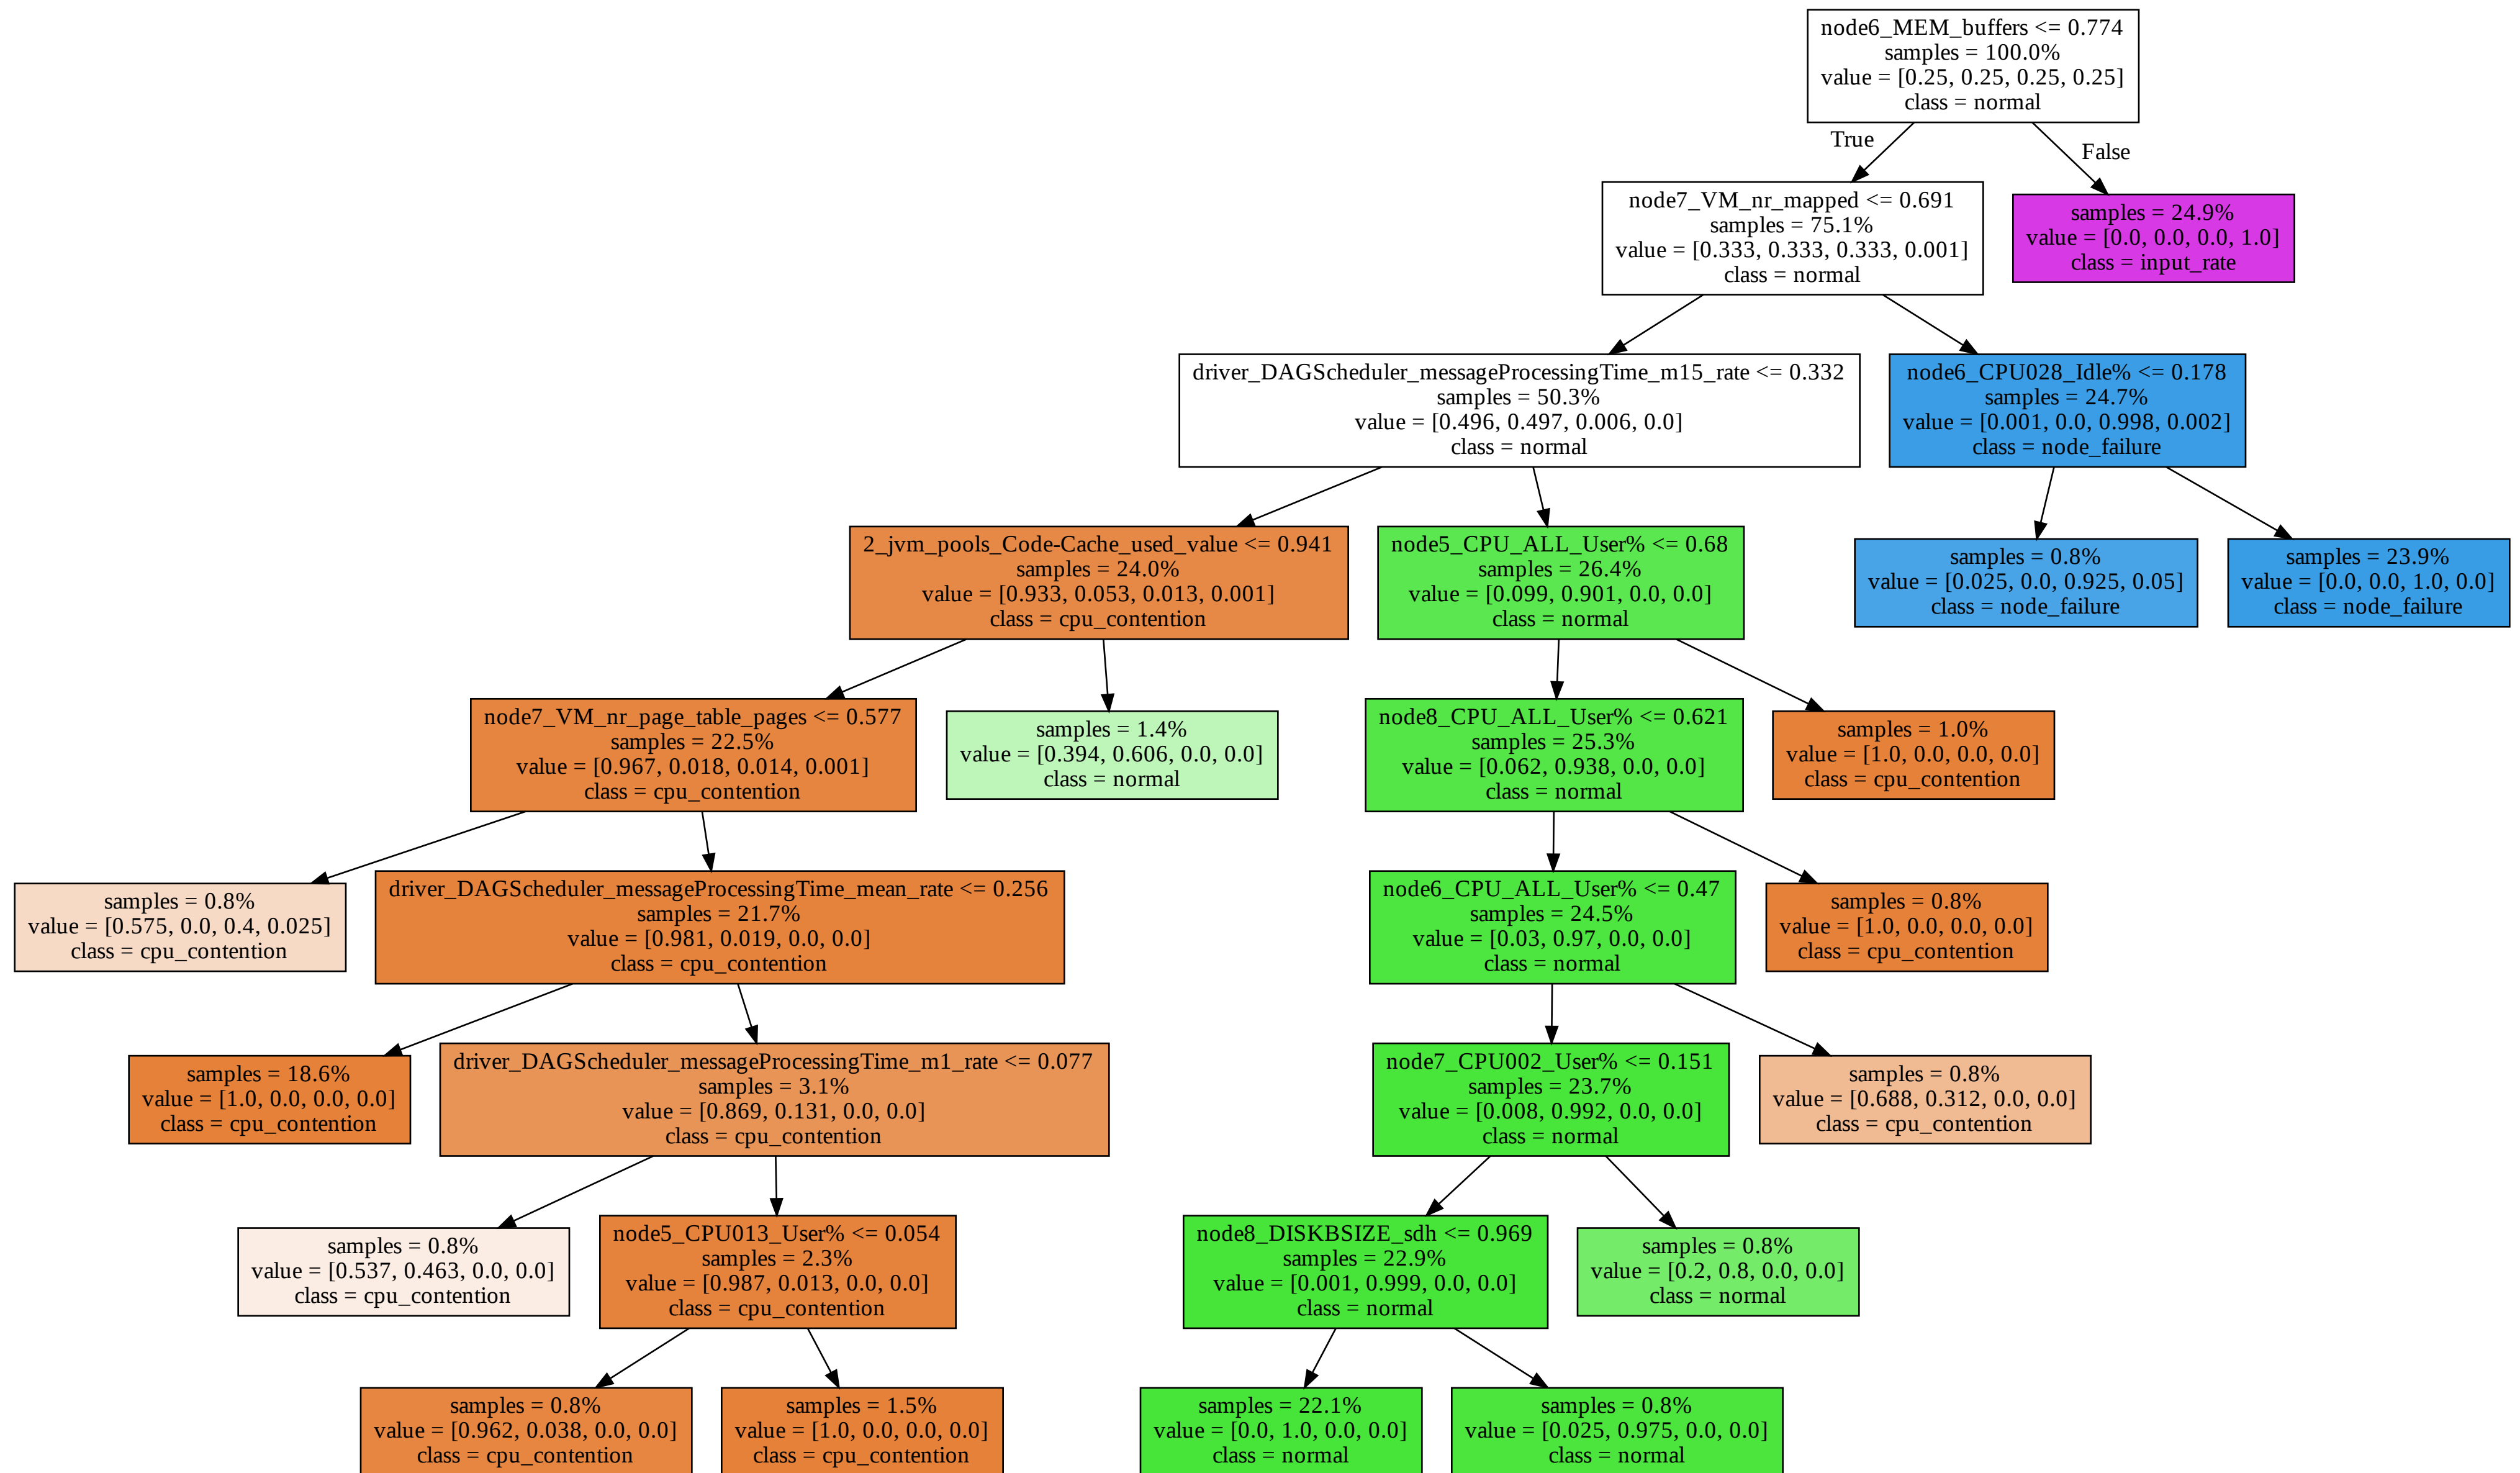 node6_MEM_buffers <= 0.774
samples = 100.0%
value = [0.25, 0.25, 0.25, 0.25]
class = normal
True
False
node7_VM_nr_mapped <= 0.691
samples = 75.1%
value = [0.333, 0.333, 0.333, 0.001]
class = normal
samples = 24.9%
value = [0.0, 0.0, 0.0, 1.0]
class = input_rate
driver_DAGScheduler_messageProcessingTime_m15_rate <= 0.332
samples = 50.3%
value = [0.496, 0.497, 0.006, 0.0]
class = normal
node6_CPU028_Idle% <= 0.178
samples = 24.7%
value = [0.001, 0.0, 0.998, 0.002]
class = node_failure
2_jvm_pools_Code-Cache_used_value <= 0.941
samples = 24.0%
value = [0.933, 0.053, 0.013, 0.001]
class = cpu_contention
node5_CPU_ALL_User% <= 0.68
samples = 26.4%
value = [0.099, 0.901, 0.0, 0.0]
class = normal
samples = 0.8%
value = [0.025, 0.0, 0.925, 0.05]
class = node_failure
samples = 23.9%
value = [0.0, 0.0, 1.0, 0.0]
class = node_failure
node7_VM_nr_page_table_pages <= 0.577
samples = 22.5%
value = [0.967, 0.018, 0.014, 0.001]
class = cpu_contention
samples = 1.4%
value = [0.394, 0.606, 0.0, 0.0]
class = normal
node8_CPU_ALL_User% <= 0.621
samples = 25.3%
value = [0.062, 0.938, 0.0, 0.0]
class = normal
samples = 1.0%
value = [1.0, 0.0, 0.0, 0.0]
class = cpu_contention
samples = 0.8%
value = [0.575, 0.0, 0.4, 0.025]
class = cpu_contention
driver_DAGScheduler_messageProcessingTime_mean_rate <= 0.256
samples = 21.7%
value = [0.981, 0.019, 0.0, 0.0]
class = cpu_contention
node6_CPU_ALL_User% <= 0.47
samples = 24.5%
value = [0.03, 0.97, 0.0, 0.0]
class = normal
samples = 0.8%
value = [1.0, 0.0, 0.0, 0.0]
class = cpu_contention
samples = 18.6%
value = [1.0, 0.0, 0.0, 0.0]
class = cpu_contention
driver_DAGScheduler_messageProcessingTime_m1_rate <= 0.077
samples = 3.1%
value = [0.869, 0.131, 0.0, 0.0]
class = cpu_contention
node7_CPU002_User% <= 0.151
samples = 23.7%
value = [0.008, 0.992, 0.0, 0.0]
class = normal
samples = 0.8%
value = [0.688, 0.312, 0.0, 0.0]
class = cpu_contention
samples = 0.8%
value = [0.537, 0.463, 0.0, 0.0]
class = cpu_contention
node5_CPU013_User% <= 0.054
samples = 2.3%
value = [0.987, 0.013, 0.0, 0.0]
class = cpu_contention
node8_DISKBSIZE_sdh <= 0.969
samples = 22.9%
value = [0.001, 0.999, 0.0, 0.0]
class = normal
samples = 0.8%
value = [0.2, 0.8, 0.0, 0.0]
class = normal
samples = 0.8%
value = [0.962, 0.038, 0.0, 0.0]
class = cpu_contention
samples = 1.5%
value = [1.0, 0.0, 0.0, 0.0]
class = cpu_contention
samples = 22.1%
value = [0.0, 1.0, 0.0, 0.0]
class = normal
samples = 0.8%
value = [0.025, 0.975, 0.0, 0.0]
class = normal